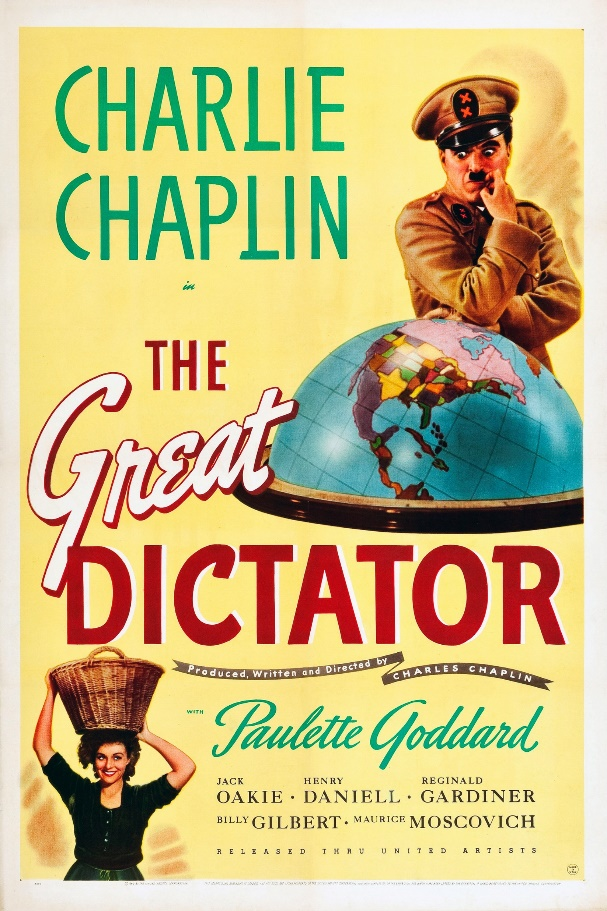 CHARLIE
CHAPLIN
in
THE
Great
DICTATOR
Produced, Written and Directed by CHARLES CHAPLIN
WITH Paulette Goddard
JACK OAKIE · HENRY DANIELL · REGINALD GARDINER
BILLY GILBERT · MAURICE MOSCOVICH
RELEASED THRU UNITED ARTISTS